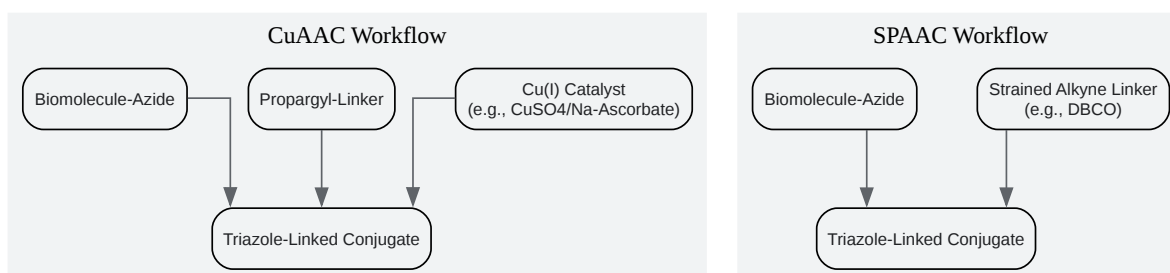 CuAAC Workflow
Biomolecule-Azide
Propargyl-Linker
Cu(I) Catalyst
(e.g., CuSO4/Na-Ascorbate)
Triazole-Linked Conjugate
SPAAC Workflow
Biomolecule-Azide
Strained Alkyne Linker
(e.g., DBCO)
Triazole-Linked Conjugate